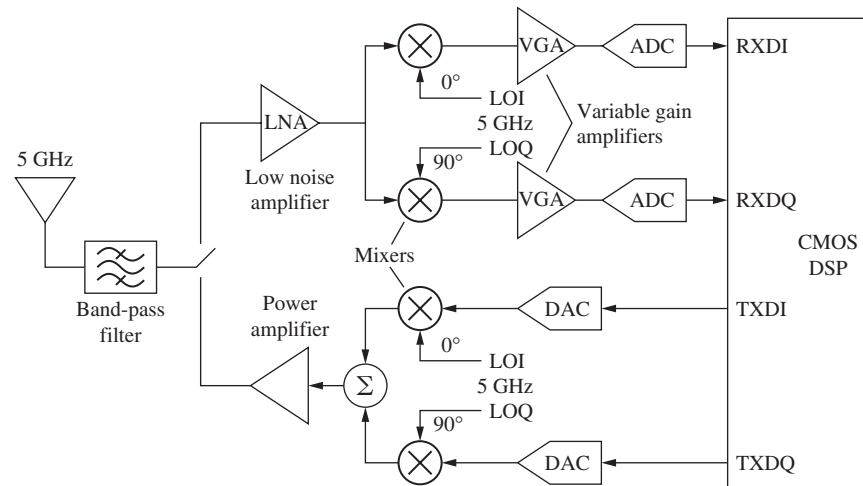 VGA
ADC
RXDI
0°
LOI
5 GHz
LOQ
90°
Variable gain
amplifiers
LNA
Low noise
amplifier
5 GHz
VGA
ADC
RXDQ
CMOS
DSP
Mixers
Band-pass
filter
Power
amplifier
DAC
TXDI
0°
LOI
5 GHz
LOQ
90°
Σ
DAC
TXDQ